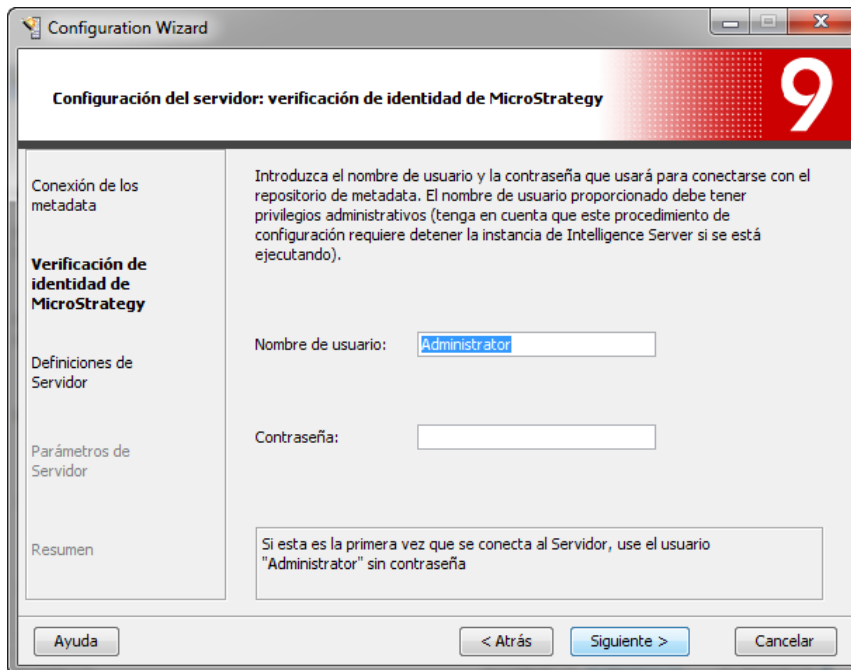 Configuration Wizard
Configuración del servidor: verificación de identidad de MicroStrategy
9
Conexión de los
metadata
Verificación de
identidad de
MicroStrategy
Definiciones de
Servidor
Parámetros de
Servidor
Resumen
Introduzca el nombre de usuario y la contraseña que usará para conectarse con el
repositorio de metadata. El nombre de usuario proporcionado debe tener
privilegios administrativos (tenga en cuenta que este procedimiento de
configuración requiere detener la instancia de Intelligence Server si se está
ejecutando).
Nombre de usuario: Administrator
Contraseña:
Si esta es la primera vez que se conecta al Servidor, use el usuario
"Administrator" sin contraseña
Ayuda < Atrás Siguiente > Cancelar